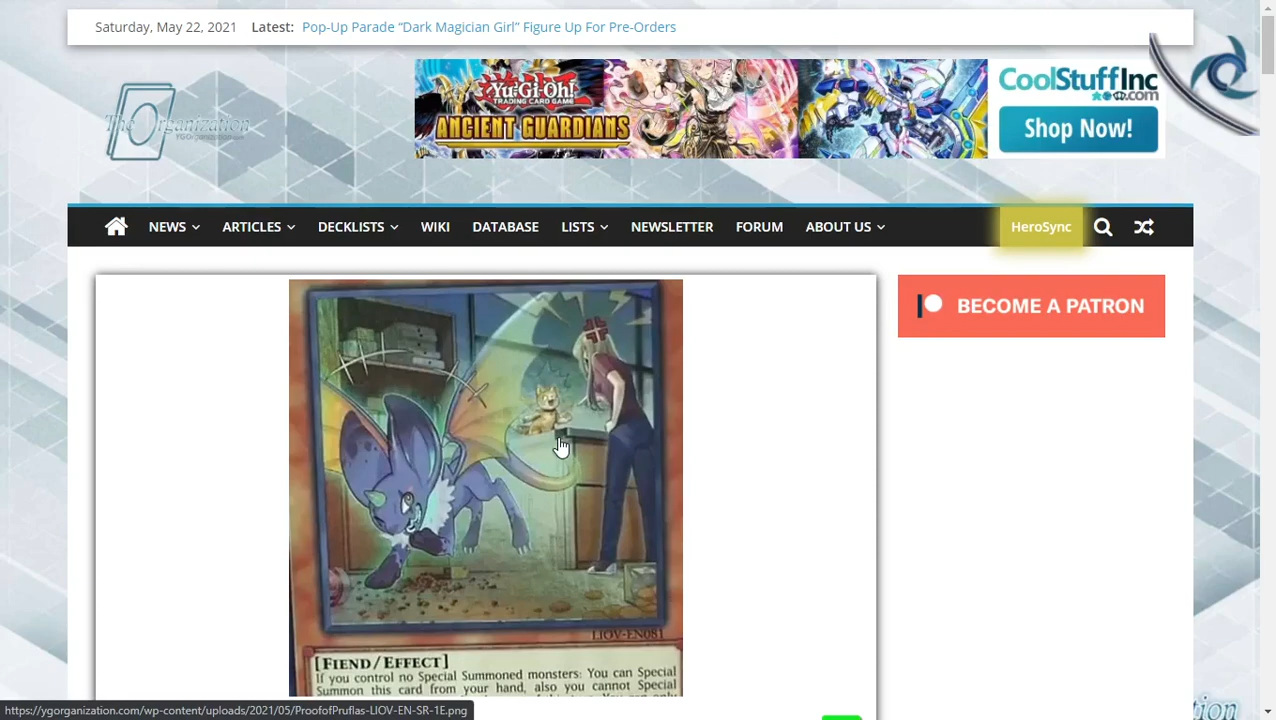 Saturday, May 22, 2021 Latest: Pop-Up Parade “Dark Magician Girl” Figure Up For Pre-Orders
The Organization
YGOrganization.com
Yu-Gi-Oh!
TRADING CARD GAME
ANCIENT GUARDIANS
COOLSTUFFINC
.com
Shop Now!
NEWS ARTICLES DECKLISTS WIKI DATABASE LISTS NEWSLETTER FORUM ABOUT US HeroSync
BECOME A PATRON
LIOV-EN081
[FIEND/EFFECT]
If you control no Special Summoned monsters: You can Special
Summon this card from your hand, also you cannot Special
https://ygorganization.com/wp-content/uploads/2021/05/ProofofPruflas-LIOV-EN-SR-1E.png